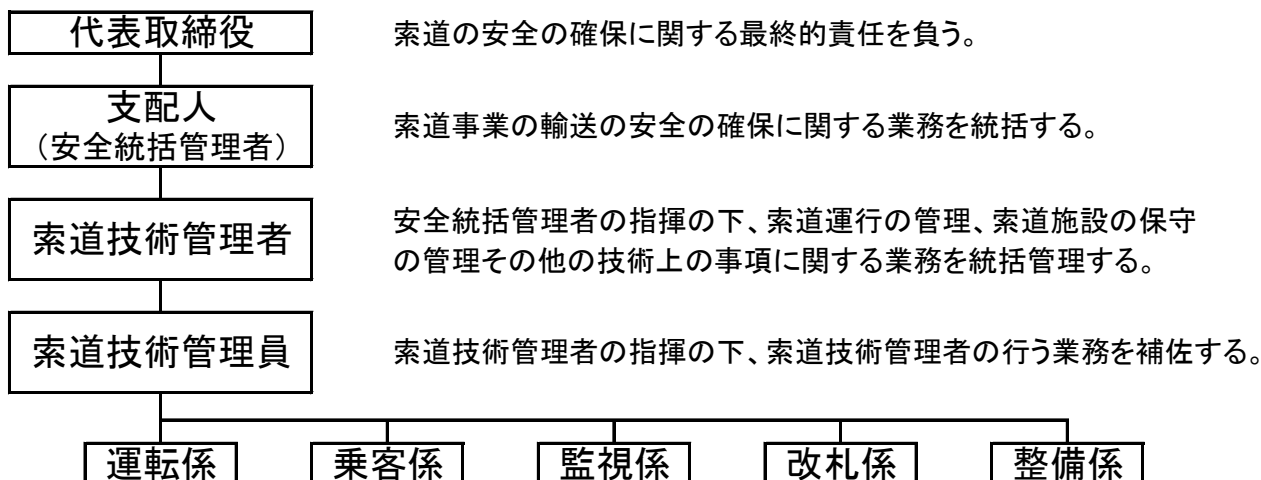 代表取締役
索道の安全の確保に関する最終的責任を負う。
支配人
（安全統括管理者）
索道事業の輸送の安全の確保に関する業務を統括する。
索道技術管理者
安全統括管理者の指揮の下、索道運行の管理、索道施設の保守
の管理その他の技術上の事項に関する業務を統括管理する。
索道技術管理員
索道技術管理者の指揮の下、索道技術管理者の行う業務を補佐する。
運転係
乗客係
監視係
改札係
整備係